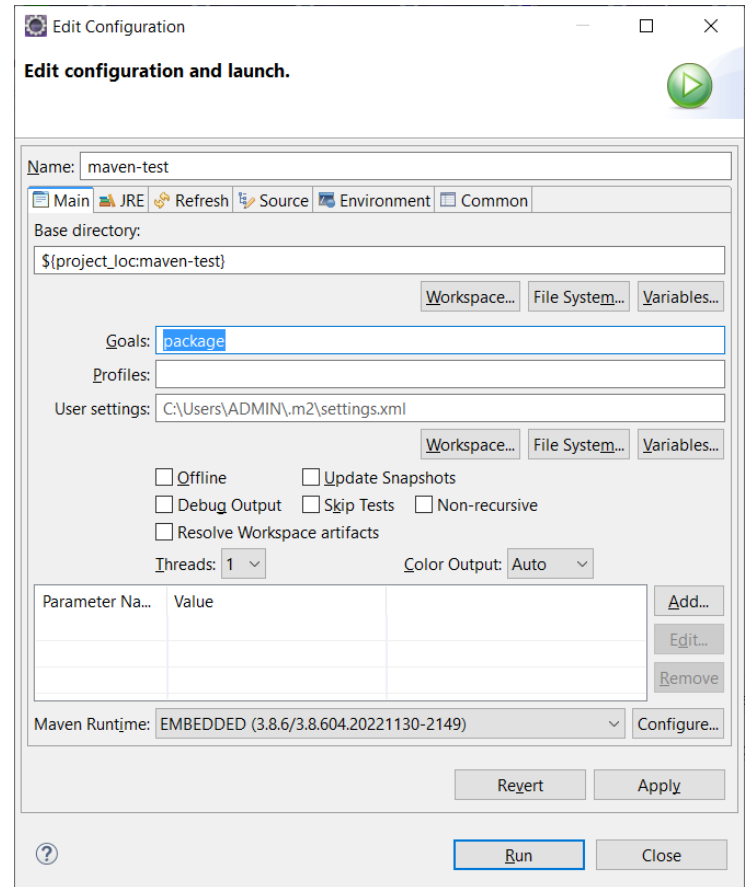 Edit Configuration
Edit configuration and launch.
Name: maven-test
Main JRE Refresh Source Environment Common
Base directory:
${project_loc:maven-test}
Workspace... File System... Variables...
Goals: package
Profiles:
User settings: C:\Users\ADMIN\.m2\settings.xml
Workspace... File System... Variables...
Offline Update Snapshots
Debug Output Skip Tests Non-recursive
Resolve Workspace artifacts
Threads: 1 Color Output: Auto
Parameter Na... Value Add...
Edit...
Remove
Maven Runtime: EMBEDDED (3.8.6/3.8.604.20221130-2149) Configure...
Revert Apply
Run Close